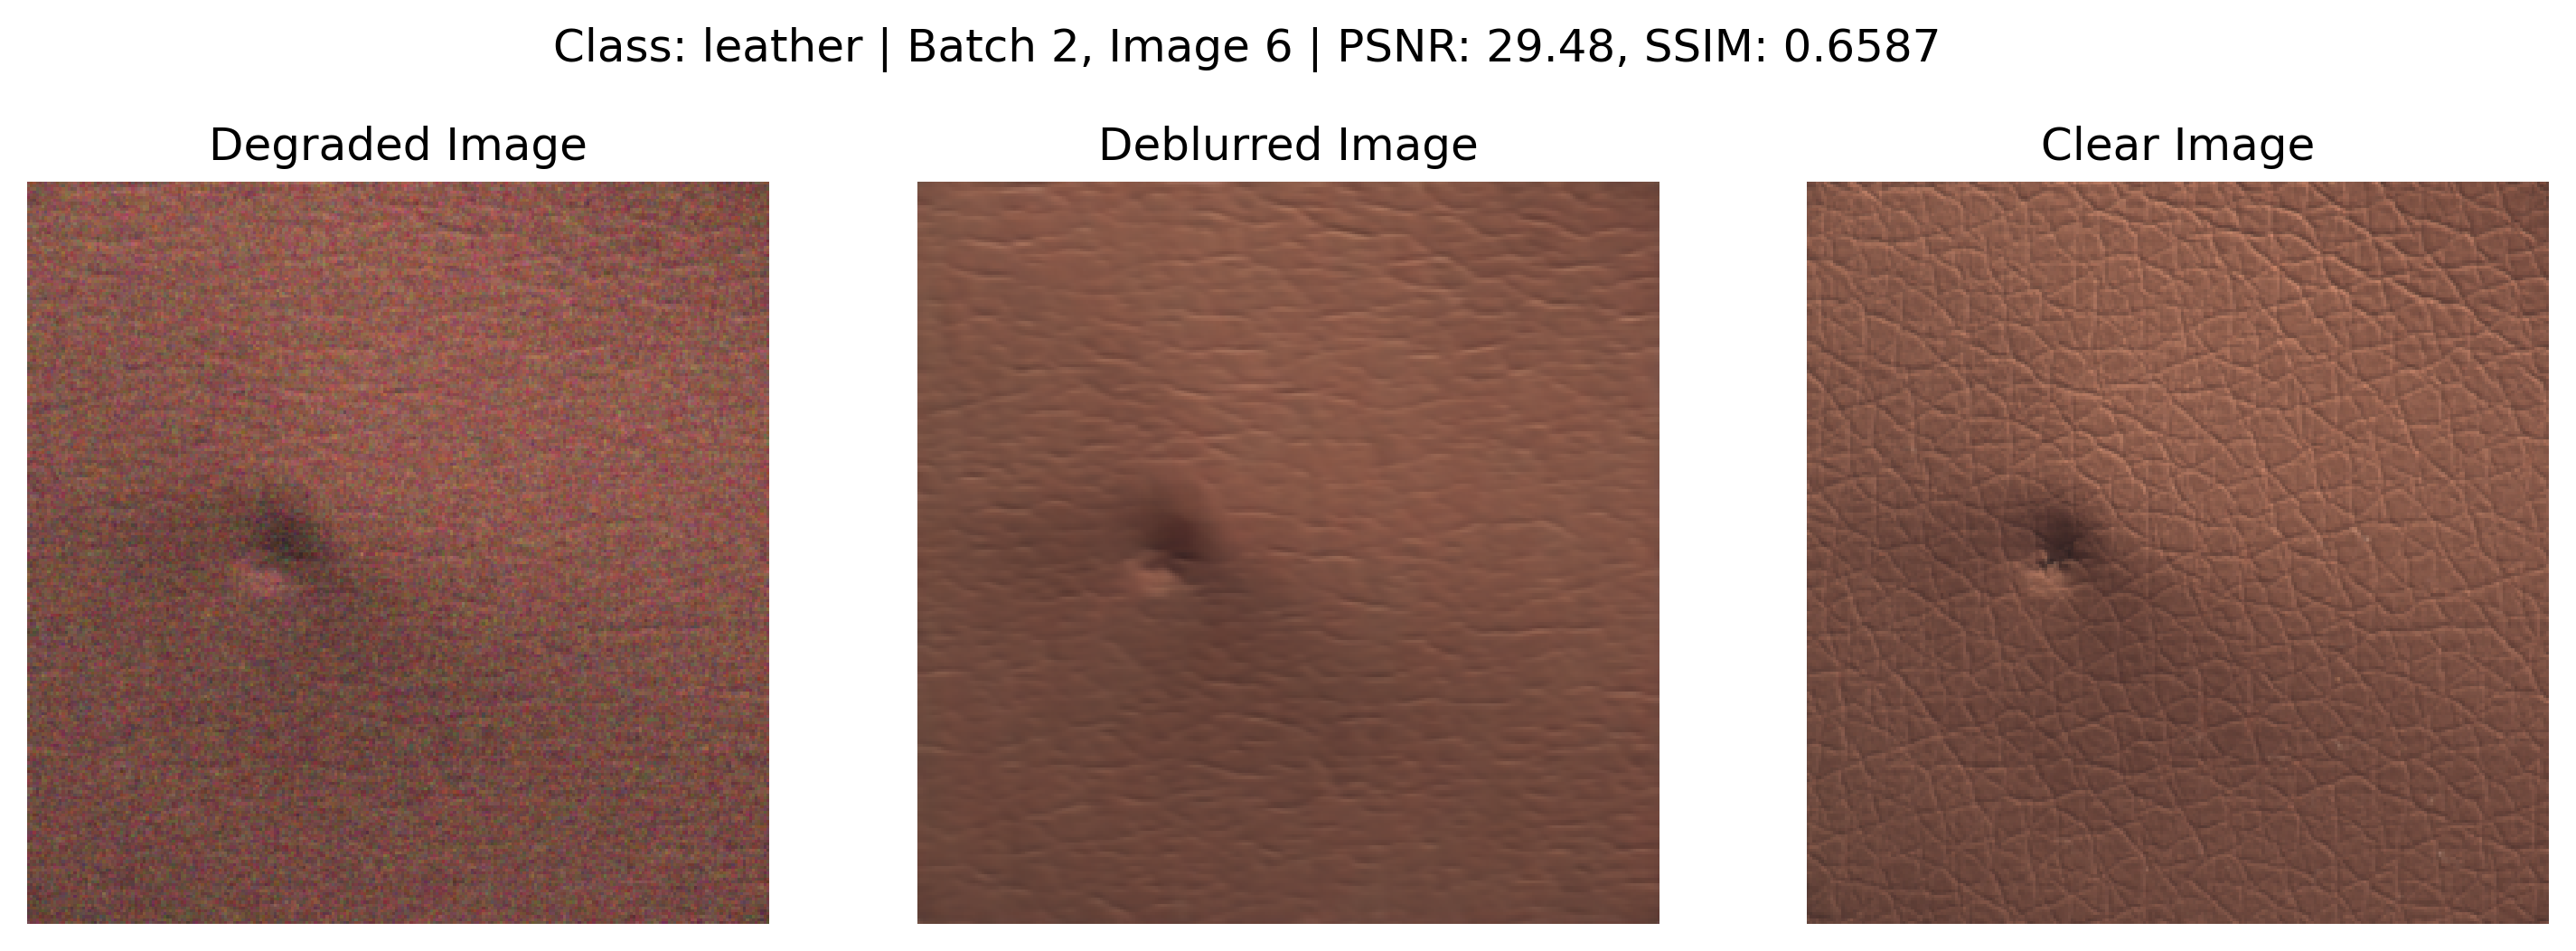 Class: leather | Batch 2, Image 6 | PSNR: 29.48, SSIM: 0.6587
Degraded Image
Deblurred Image
Clear Image